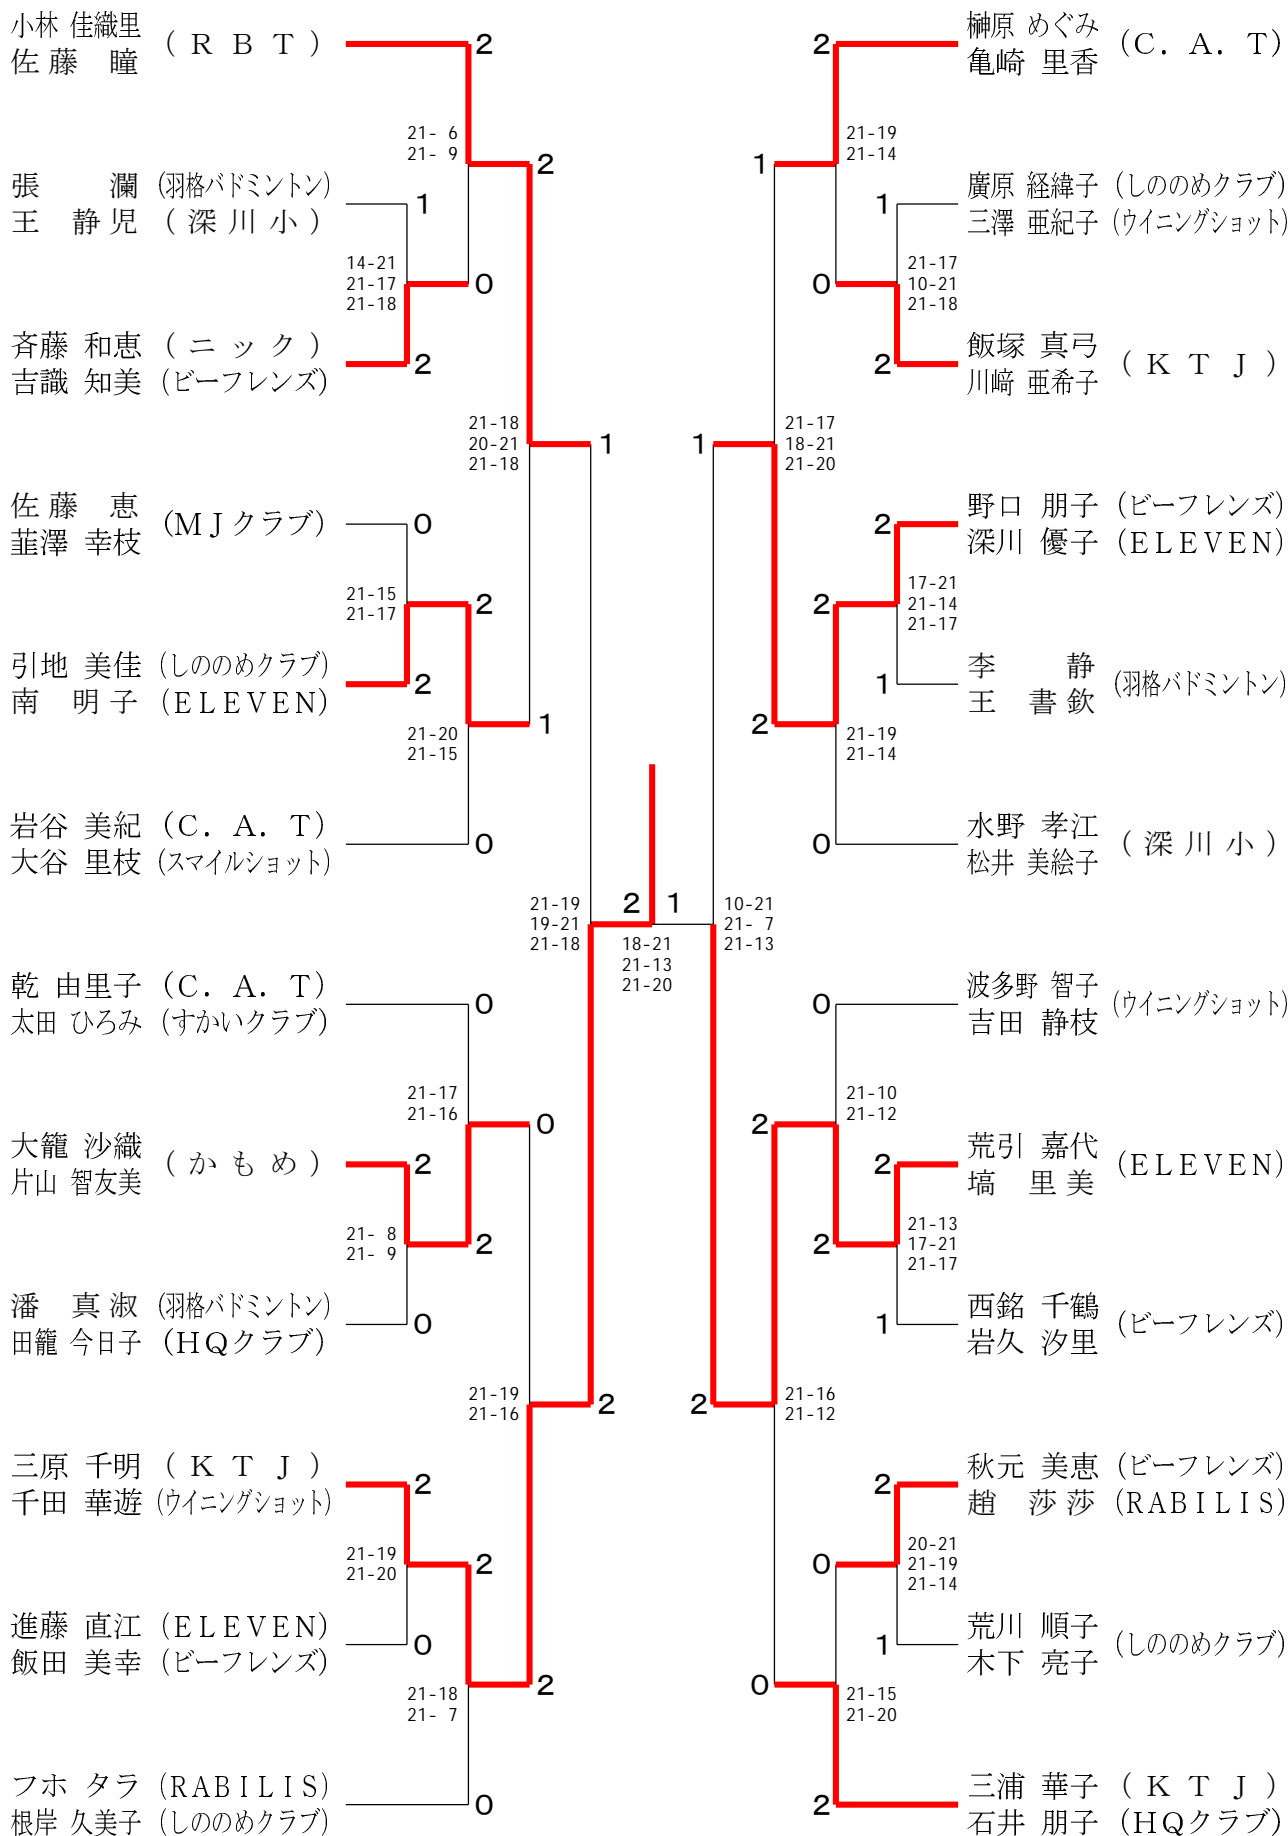 小林 佳織里 ( R B T )
佐藤 瞳
2
21- 6
21- 9
2
張 瀾 (羽格バドミントン)
王 静児 ( 深川小 )
1
14-21
21-17
21-18
0
斉藤 和恵 ( ニック )
吉識 知美 (ビーフレンズ)
2
21-18
20-21
21-18
1
佐藤 恵 (MJクラブ)
韮澤 幸枝
0
21-15
21-17
2
引地 美佳 (しののめクラブ)
南 明子 (ELEVEN)
2
21-20
21-15
1
岩谷 美紀 (C. A. T)
大谷 里枝 (スマイルショット)
0
21-19
19-21
21-18
乾 由里子 (C. A. T)
太田 ひろみ (すかいクラブ)
0
21-17
21-16
0
大籠 沙織 ( かもめ )
片山 智友美
2
21- 8
21- 9
2
潘 真淑 (羽格バドミントン)
田籠 今日子 (HQクラブ)
0
21-19
21-16
2
三原 千明 ( K T J )
千田 華遊 (ウイニングショット)
2
21-19
21-20
2
進藤 直江 (ELEVEN)
飯田 美幸 (ビーフレンズ)
0
21-18
21- 7
2
フホ タラ (RABILIS)
根岸 久美子 (しののめクラブ)
0
2 1
18-21
21-13
21-20
2
榊原 めぐみ (C. A. T)
亀崎 里香
21-19
21-14
1
1
廣原 経緯子 (しののめクラブ)
三澤 亜紀子 (ウイニングショット)
21-17
10-21
21-18
0
2
飯塚 真弓 ( K T J )
川﨑 亜希子
21-17
18-21
21-20
1
2
野口 朋子 (ビーフレンズ)
深川 優子 (ELEVEN)
17-21
21-14
21-17
2
1
李 静 (羽格バドミントン)
王 書欽
21-19
21-14
2
0
水野 孝江 ( 深川小 )
松井 美絵子
10-21
21- 7
21-13
0
波多野 智子 (ウイニングショット)
吉田 静枝
21-10
21-12
2
2
荒引 嘉代 (ELEVEN)
塙 里美
21-13
17-21
21-17
2
1
西銘 千鶴 (ビーフレンズ)
岩久 汐里
21-16
21-12
2
2
秋元 美恵 (ビーフレンズ)
趙 莎莎 (RABILIS)
20-21
21-19
21-14
0
1
荒川 順子 (しののめクラブ)
木下 亮子
21-15
21-20
0
2
三浦 華子 ( K T J )
石井 朋子 (HQクラブ)